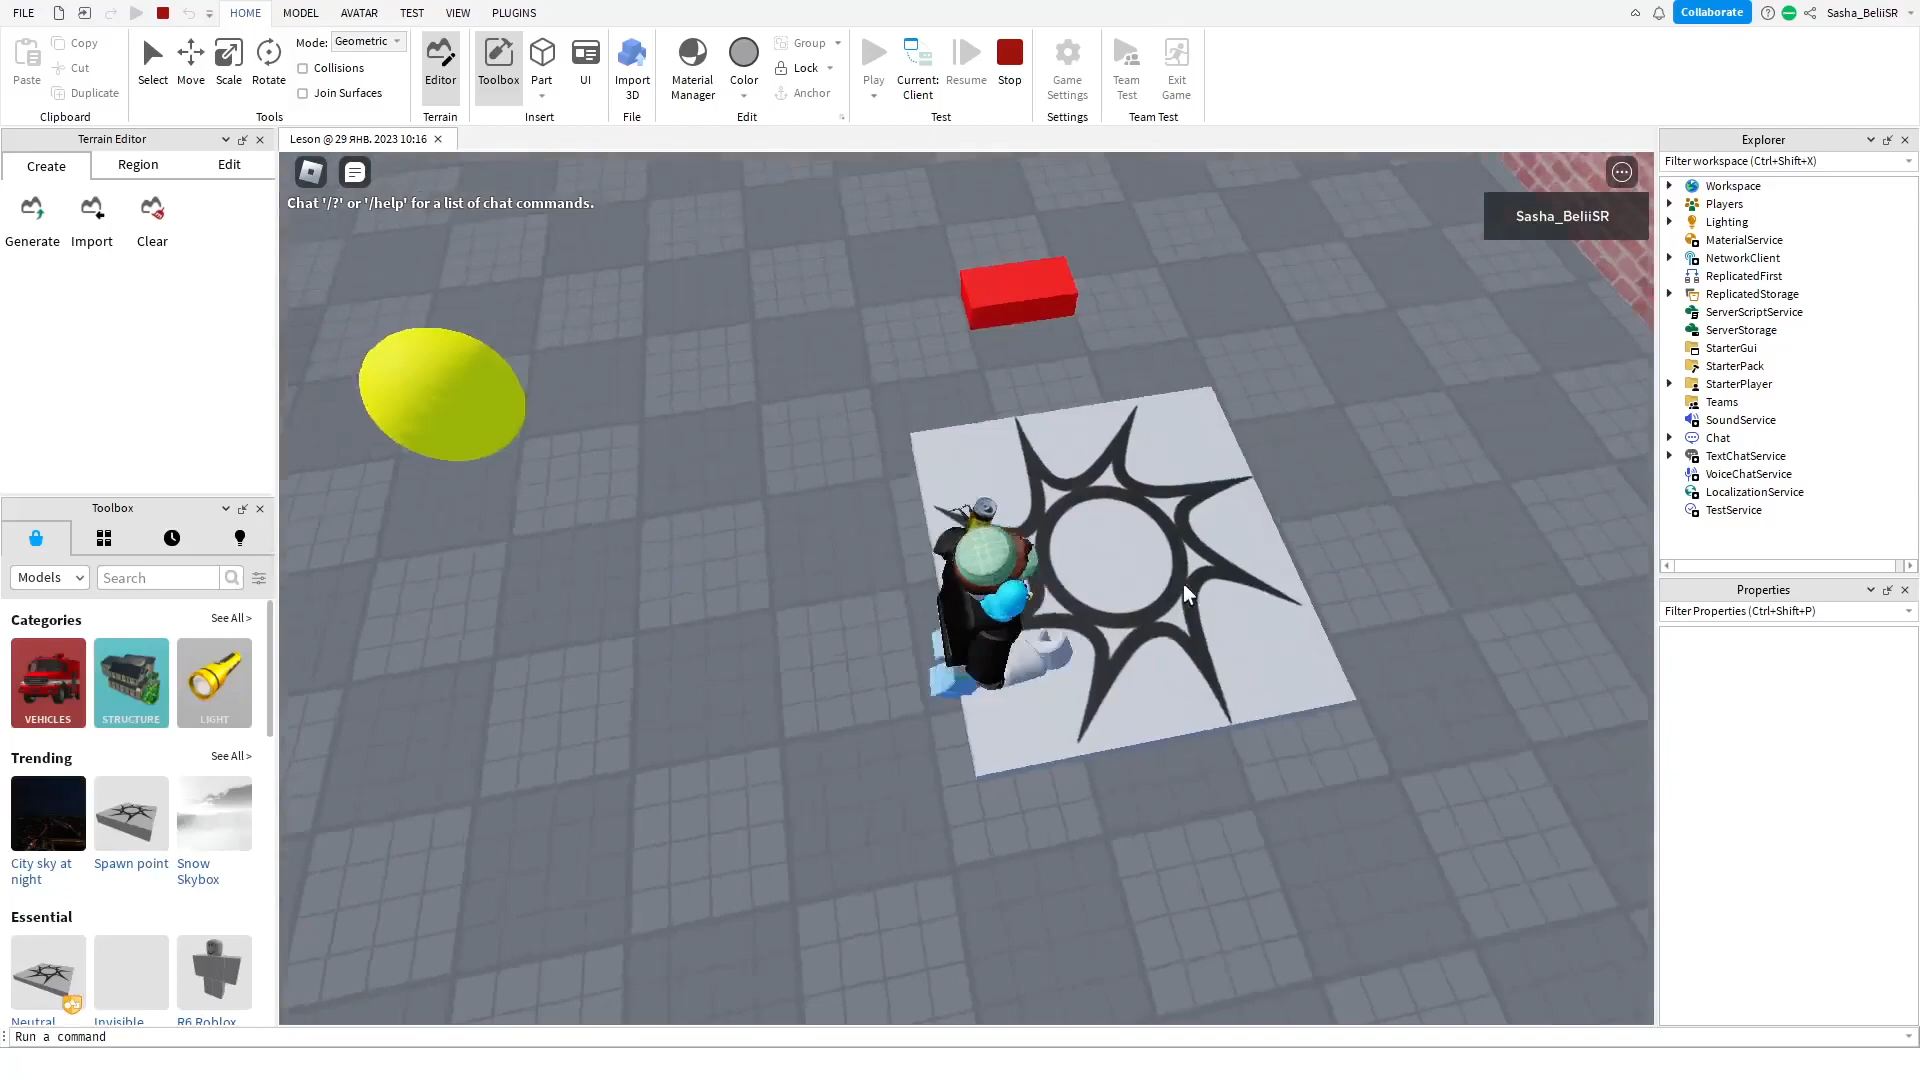 FILE
HOME
MODEL
AVATAR
TEST
VIEW
PLUGINS
Collaborate
Sasha_BeliiSR
Paste
Copy
Cut
Duplicate
Clipboard
Select
Move
Scale
Rotate
Mode: Geometric
Collisions
Join Surfaces
Tools
Editor
Terrain
Toolbox
Part
UI
Insert
Import
3D
File
Material
Manager
Color
Group
Lock
Anchor
Edit
Play
Current:
Client
Resume
Stop
Test
Game
Settings
Settings
Team
Test
Exit
Game
Team Test
Terrain Editor
Create
Region
Edit
Generate
Import
Clear
Toolbox
Models
Search
Categories
See All >
VEHICLES
STRUCTURE
LIGHT
Trending
See All >
City sky at
night
Spawn point
Snow
Skybox
Essential
Neutral
Invisible
R6 Roblox
Leson @ 29 янв. 2023 10:16
Chat '/?' or '/help' for a list of chat commands.
Sasha_BeliiSR
Explorer
Filter workspace (Ctrl+Shift+X)
Workspace
Players
Lighting
MaterialService
NetworkClient
ReplicatedFirst
ReplicatedStorage
ServerScriptService
ServerStorage
StarterGui
StarterPack
StarterPlayer
Teams
SoundService
Chat
TextChatService
VoiceChatService
LocalizationService
TestService
Properties
Filter Properties (Ctrl+Shift+P)
Run a command